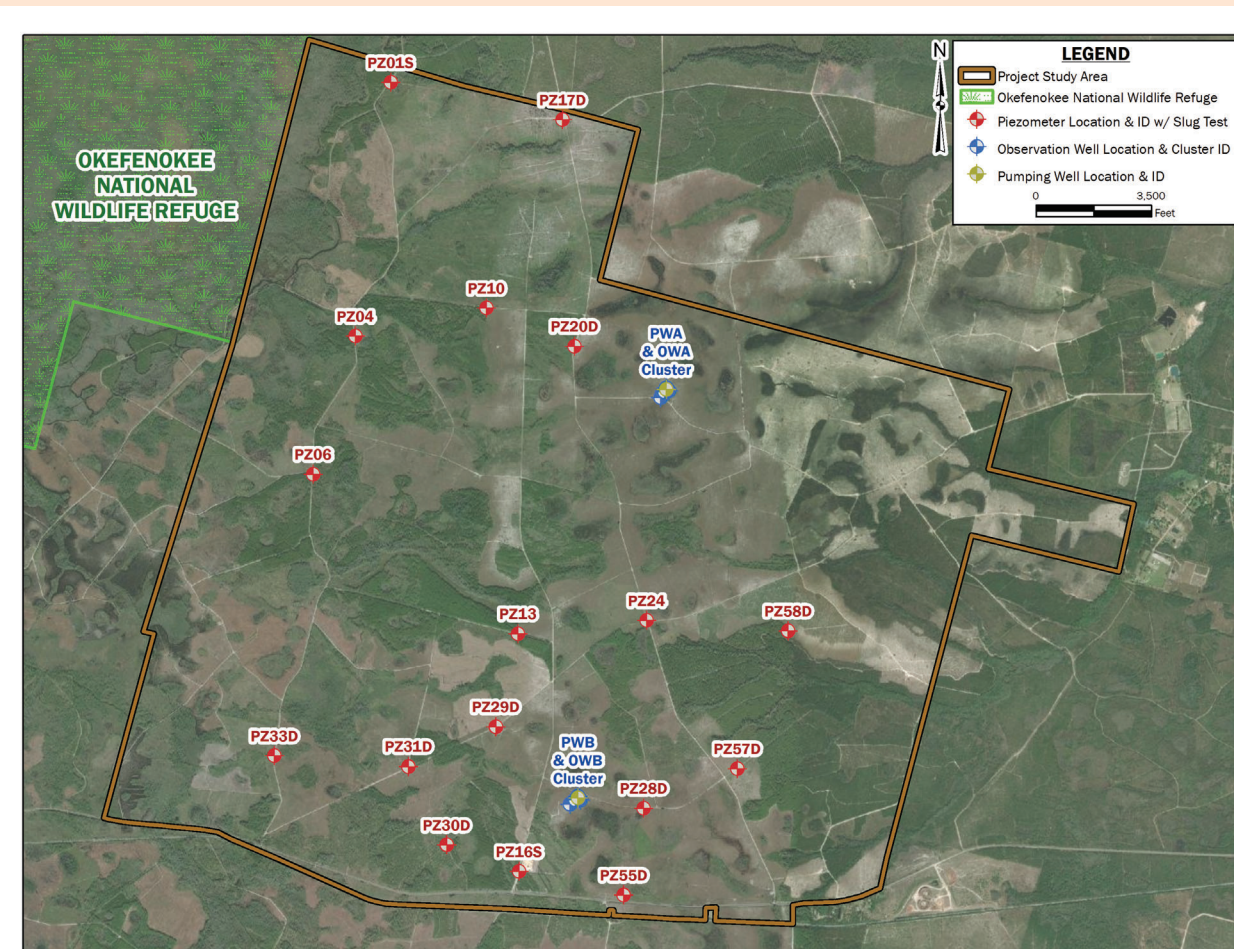 LEGEND
Project Study Area
Okefenokee National Wildlife Refuge
Piezometer Location & ID w/ Slug Test
Observation Well Location & Cluster ID
Pumping Well Location & ID
0 3,500
Feet
N
OKEFENOKEE
NATIONAL
WILDLIFE REFUGE
PZ01S
PZ17D
PZ10
PZ04
PZ20D
PWA
& OWA
Cluster
PZ06
PZ24
PZ13
PZ58D
PZ29D
PZ33D
PZ31D
PWB
& OWB
Cluster
PZ57D
PZ28D
PZ30D
PZ16S
PZ55D